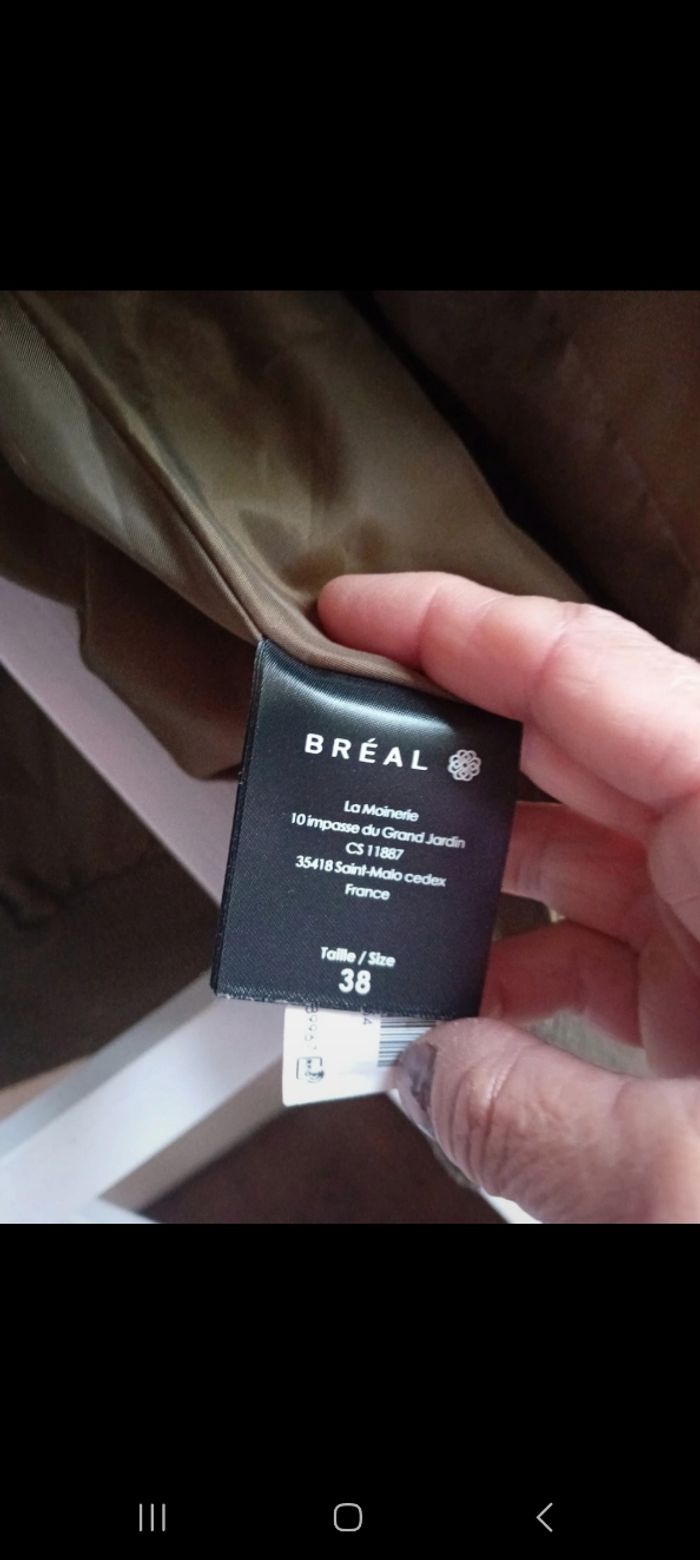 BRÉAL
La Moinerie
10 impasse du Grand Jardin
CS 11887
35418 Saint-Malo cedex
France
Taille / Size
38